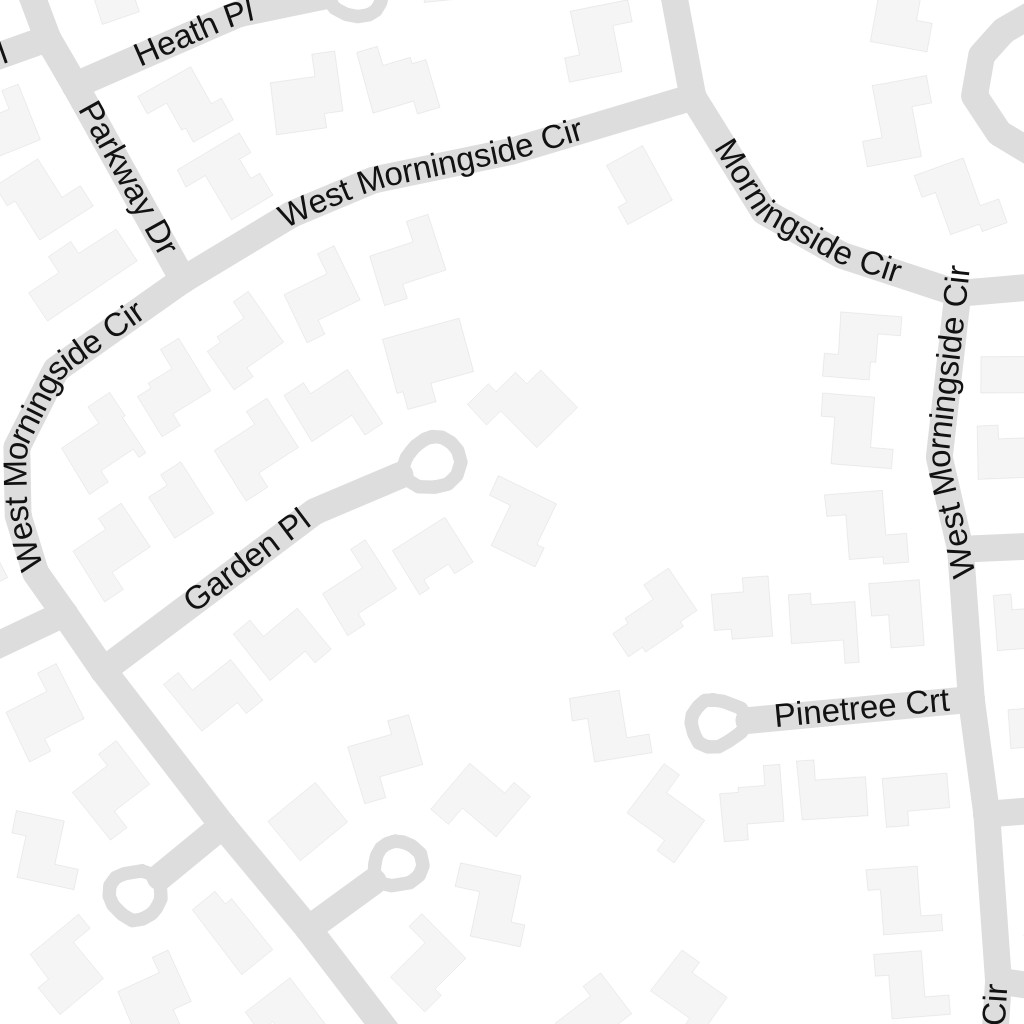 Heath Pl
Parkway Dr
West Morningside Cir
Morningside Cir
West Morningside Cir
West Morningside Cir
Garden Pl
Pinetree Crt
Cir